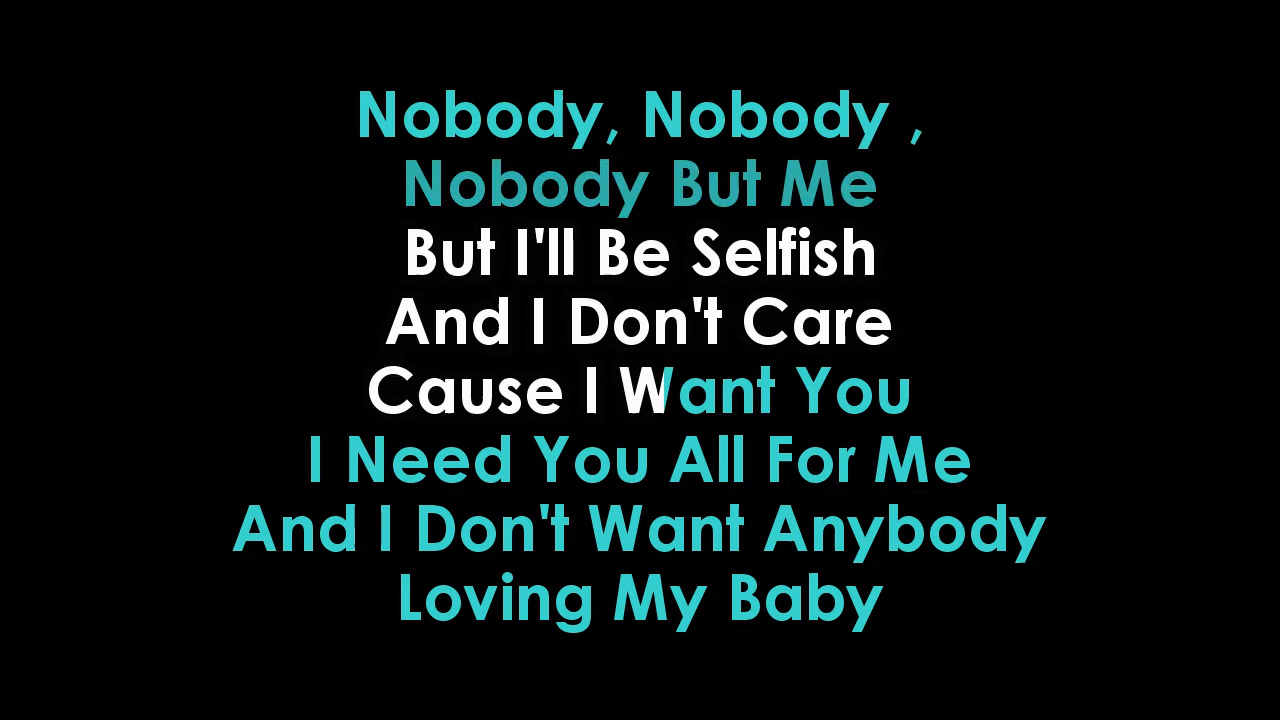 Nobody, Nobody ,
Nobody But Me
But I'll Be Selfish
And I Don't Care
Cause I Want You
I Need You All For Me
And I Don't Want Anybody
Loving My Baby